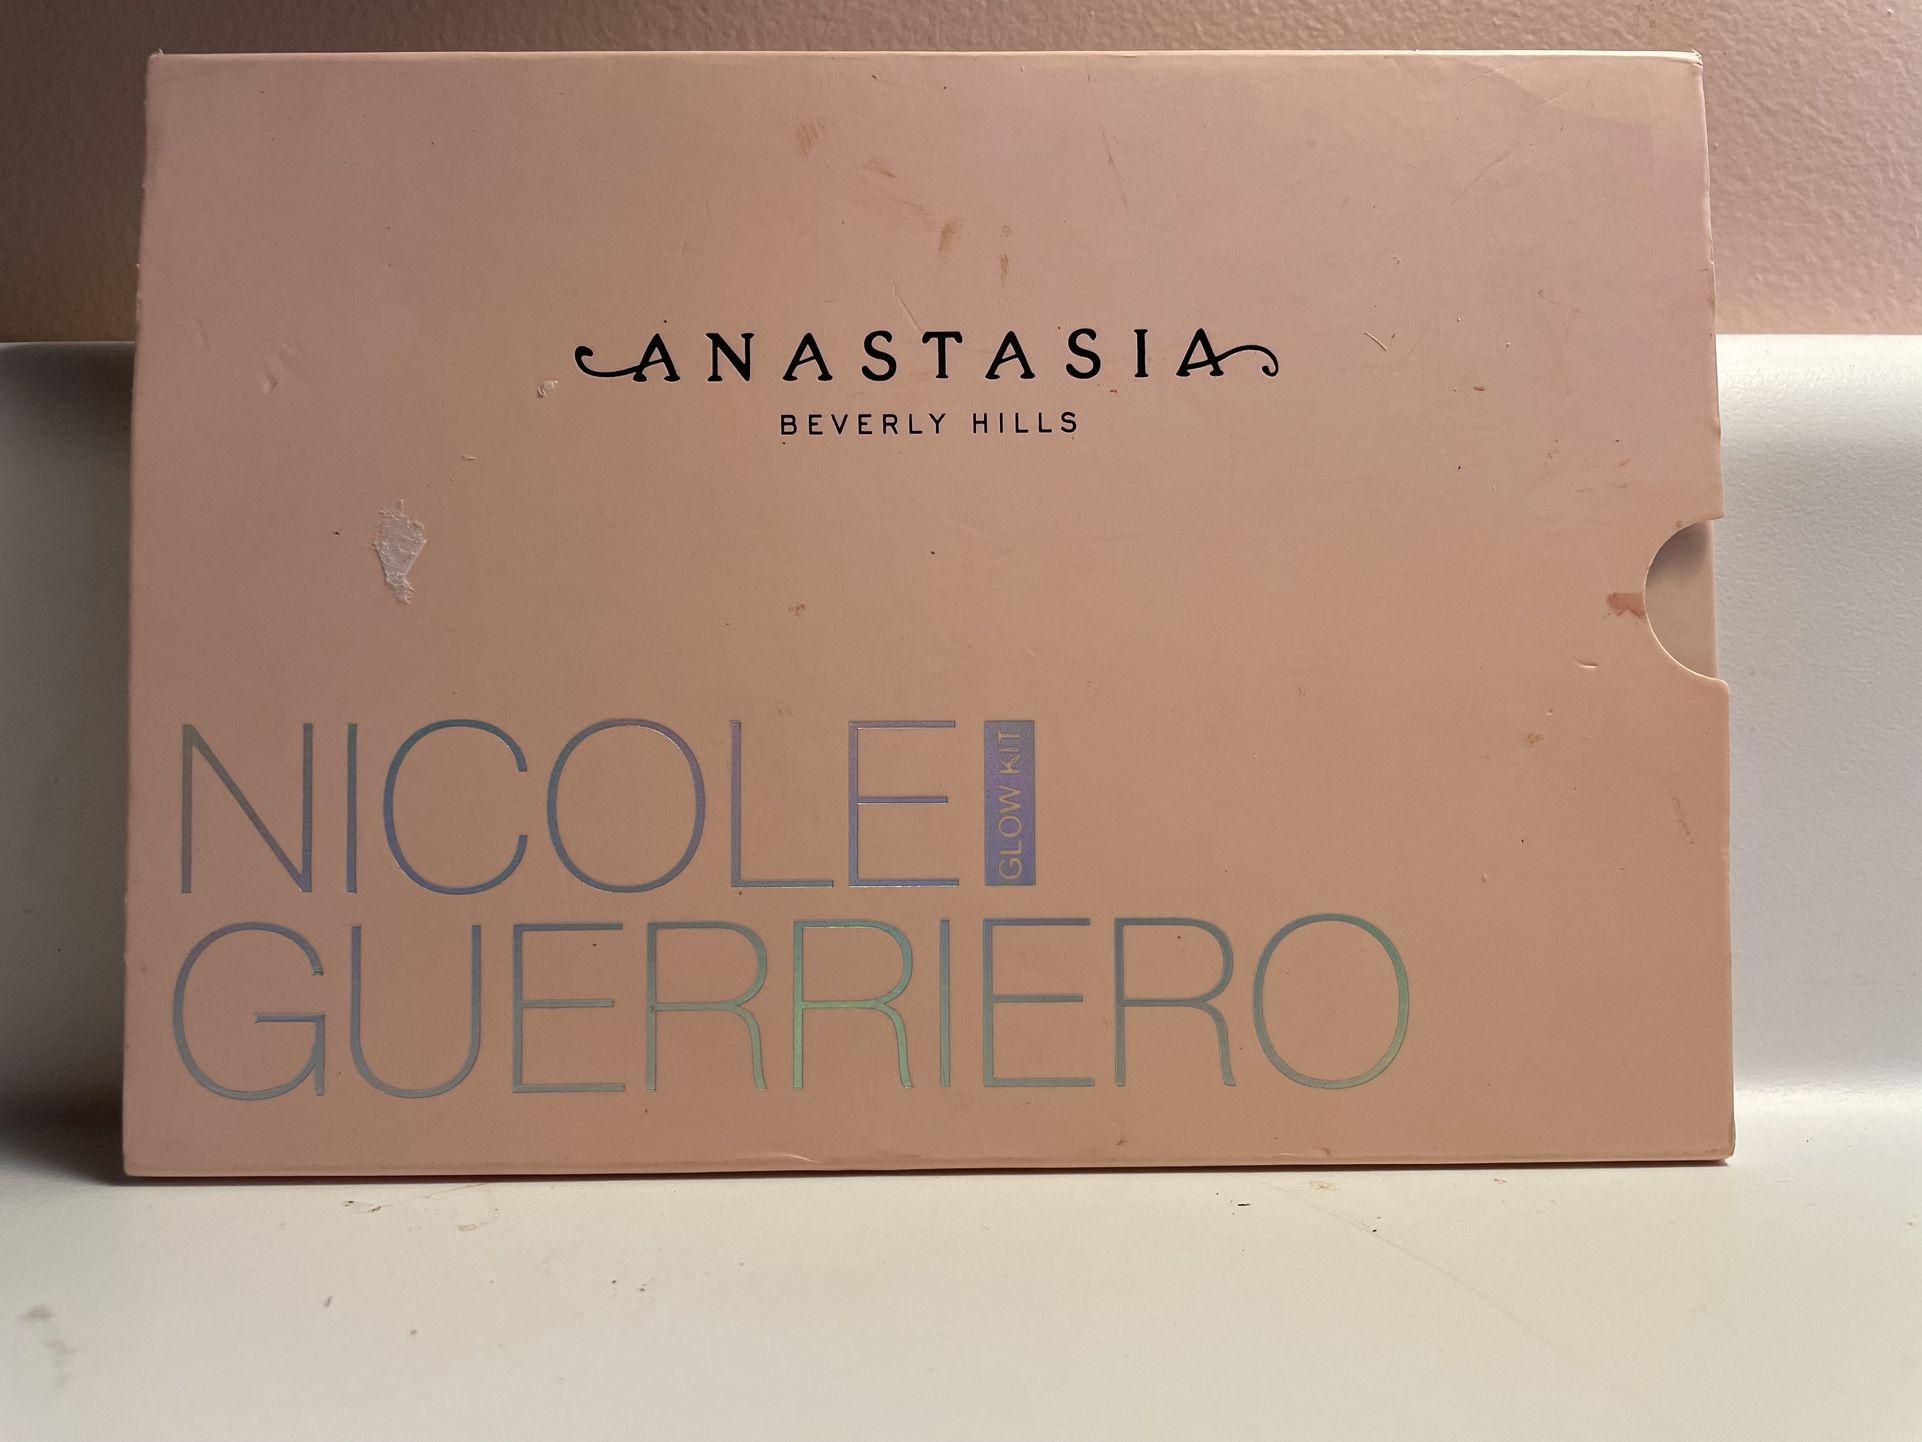 ANASTASIA
BEVERLY HILLS
NICOLE GLOW KIT
GUERRIERO